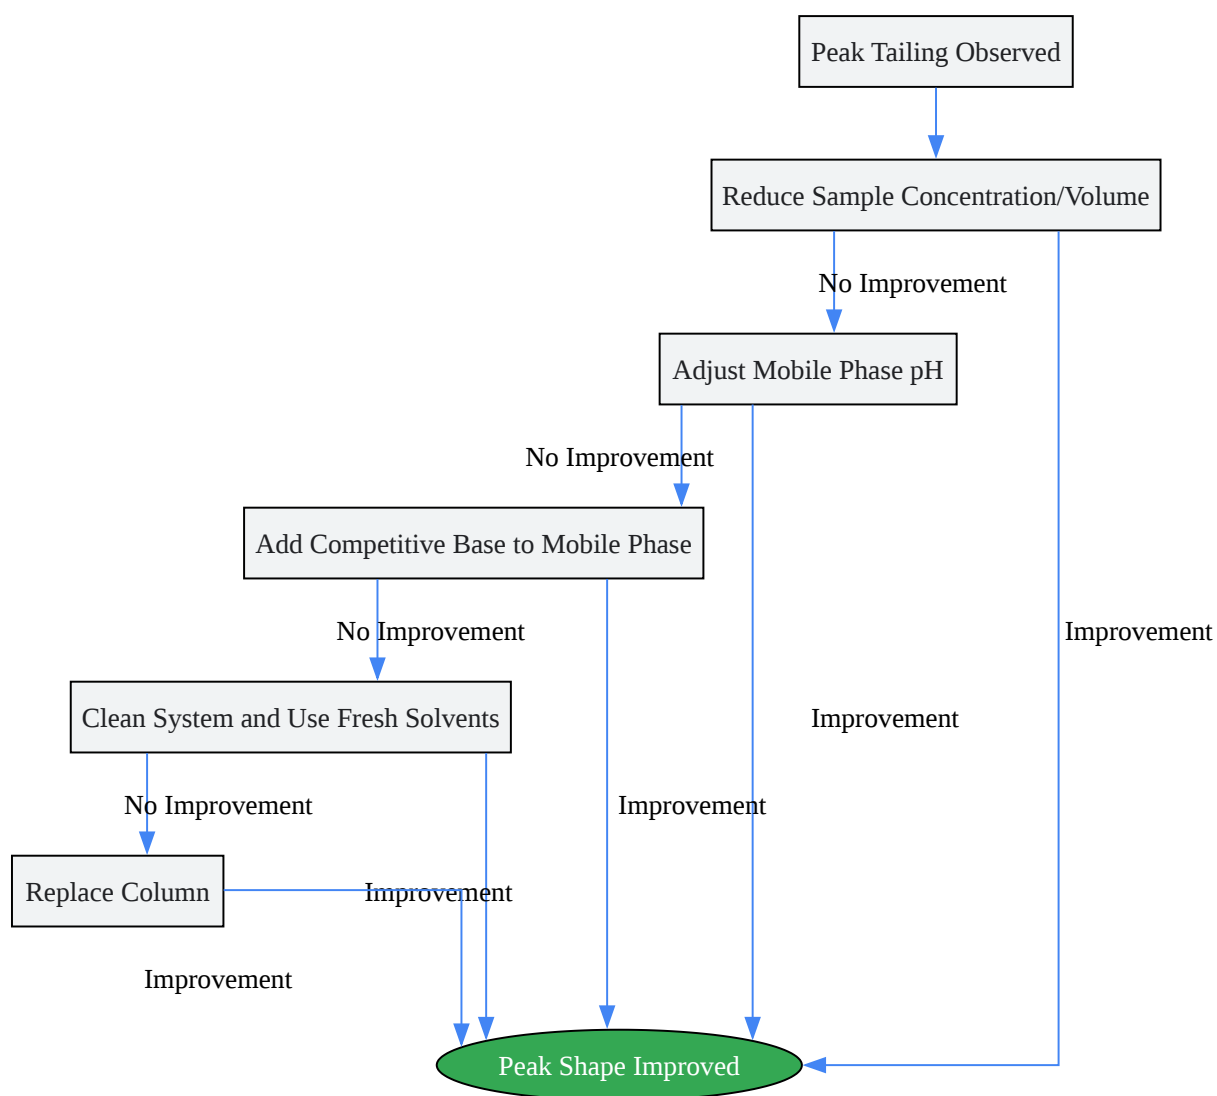 Peak Tailing Observed
Reduce Sample Concentration/Volume
No Improvement
Adjust Mobile Phase pH
No Improvement
Add Competitive Base to Mobile Phase
No Improvement
Improvement
Clean System and Use Fresh Solvents
Improvement
No Improvement
Improvement
Replace Column
Improvement
Improvement
Peak Shape Improved